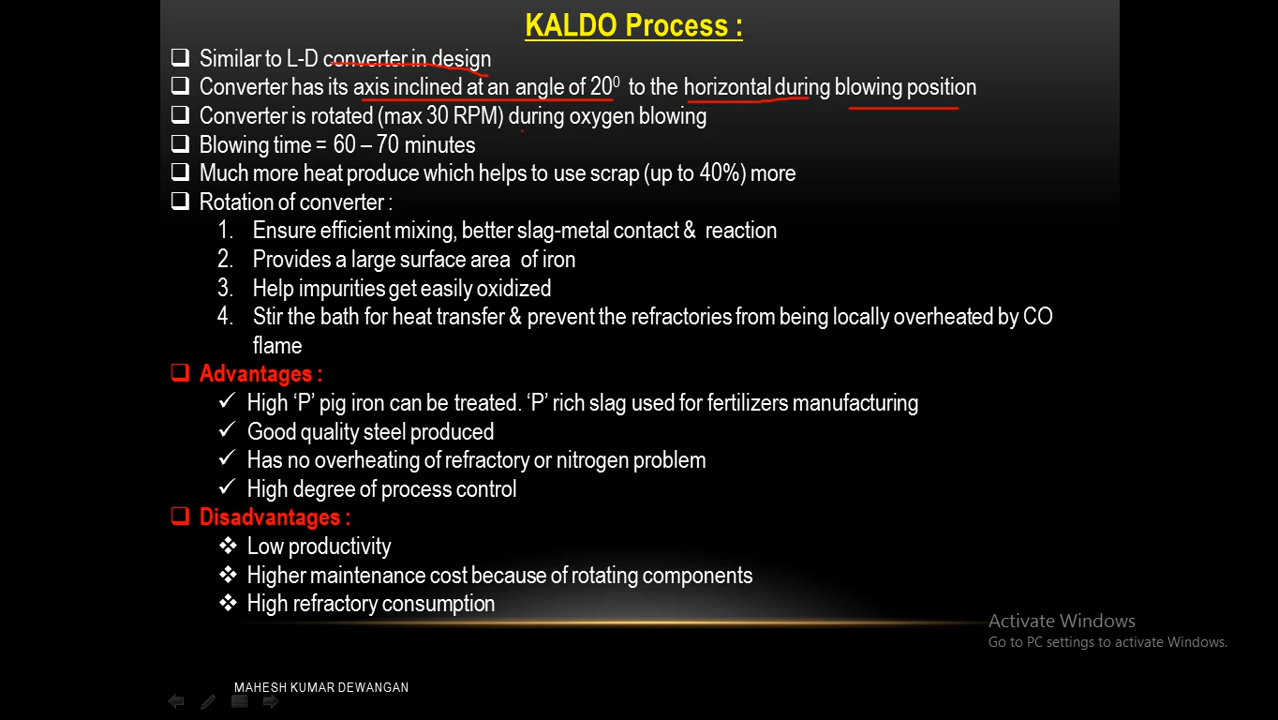 KALDO Process :
Similar to L-D converter in design
Converter has its axis inclined at an angle of 20⁰ to the horizontal during blowing position
Converter is rotated (max 30 RPM) during oxygen blowing
Blowing time = 60 – 70 minutes
Much more heat produce which helps to use scrap (up to 40%) more
Rotation of converter :
1. Ensure efficient mixing, better slag-metal contact & reaction
2. Provides a large surface area of iron
3. Help impurities get easily oxidized
4. Stir the bath for heat transfer & prevent the refractories from being locally overheated by CO
flame
Advantages :
High ‘P’ pig iron can be treated. ‘P’ rich slag used for fertilizers manufacturing
Good quality steel produced
Has no overheating of refractory or nitrogen problem
High degree of process control
Disadvantages :
Low productivity
Higher maintenance cost because of rotating components
High refractory consumption
Activate Windows
Go to PC settings to activate Windows.
MAHESH KUMAR DEWANGAN